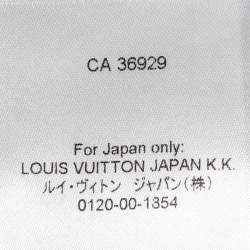 CA 36929
For Japan only:
LOUIS VUITTON JAPAN K.K.
ルイ・ヴィトン ジャパン(株)
0120-00-1854